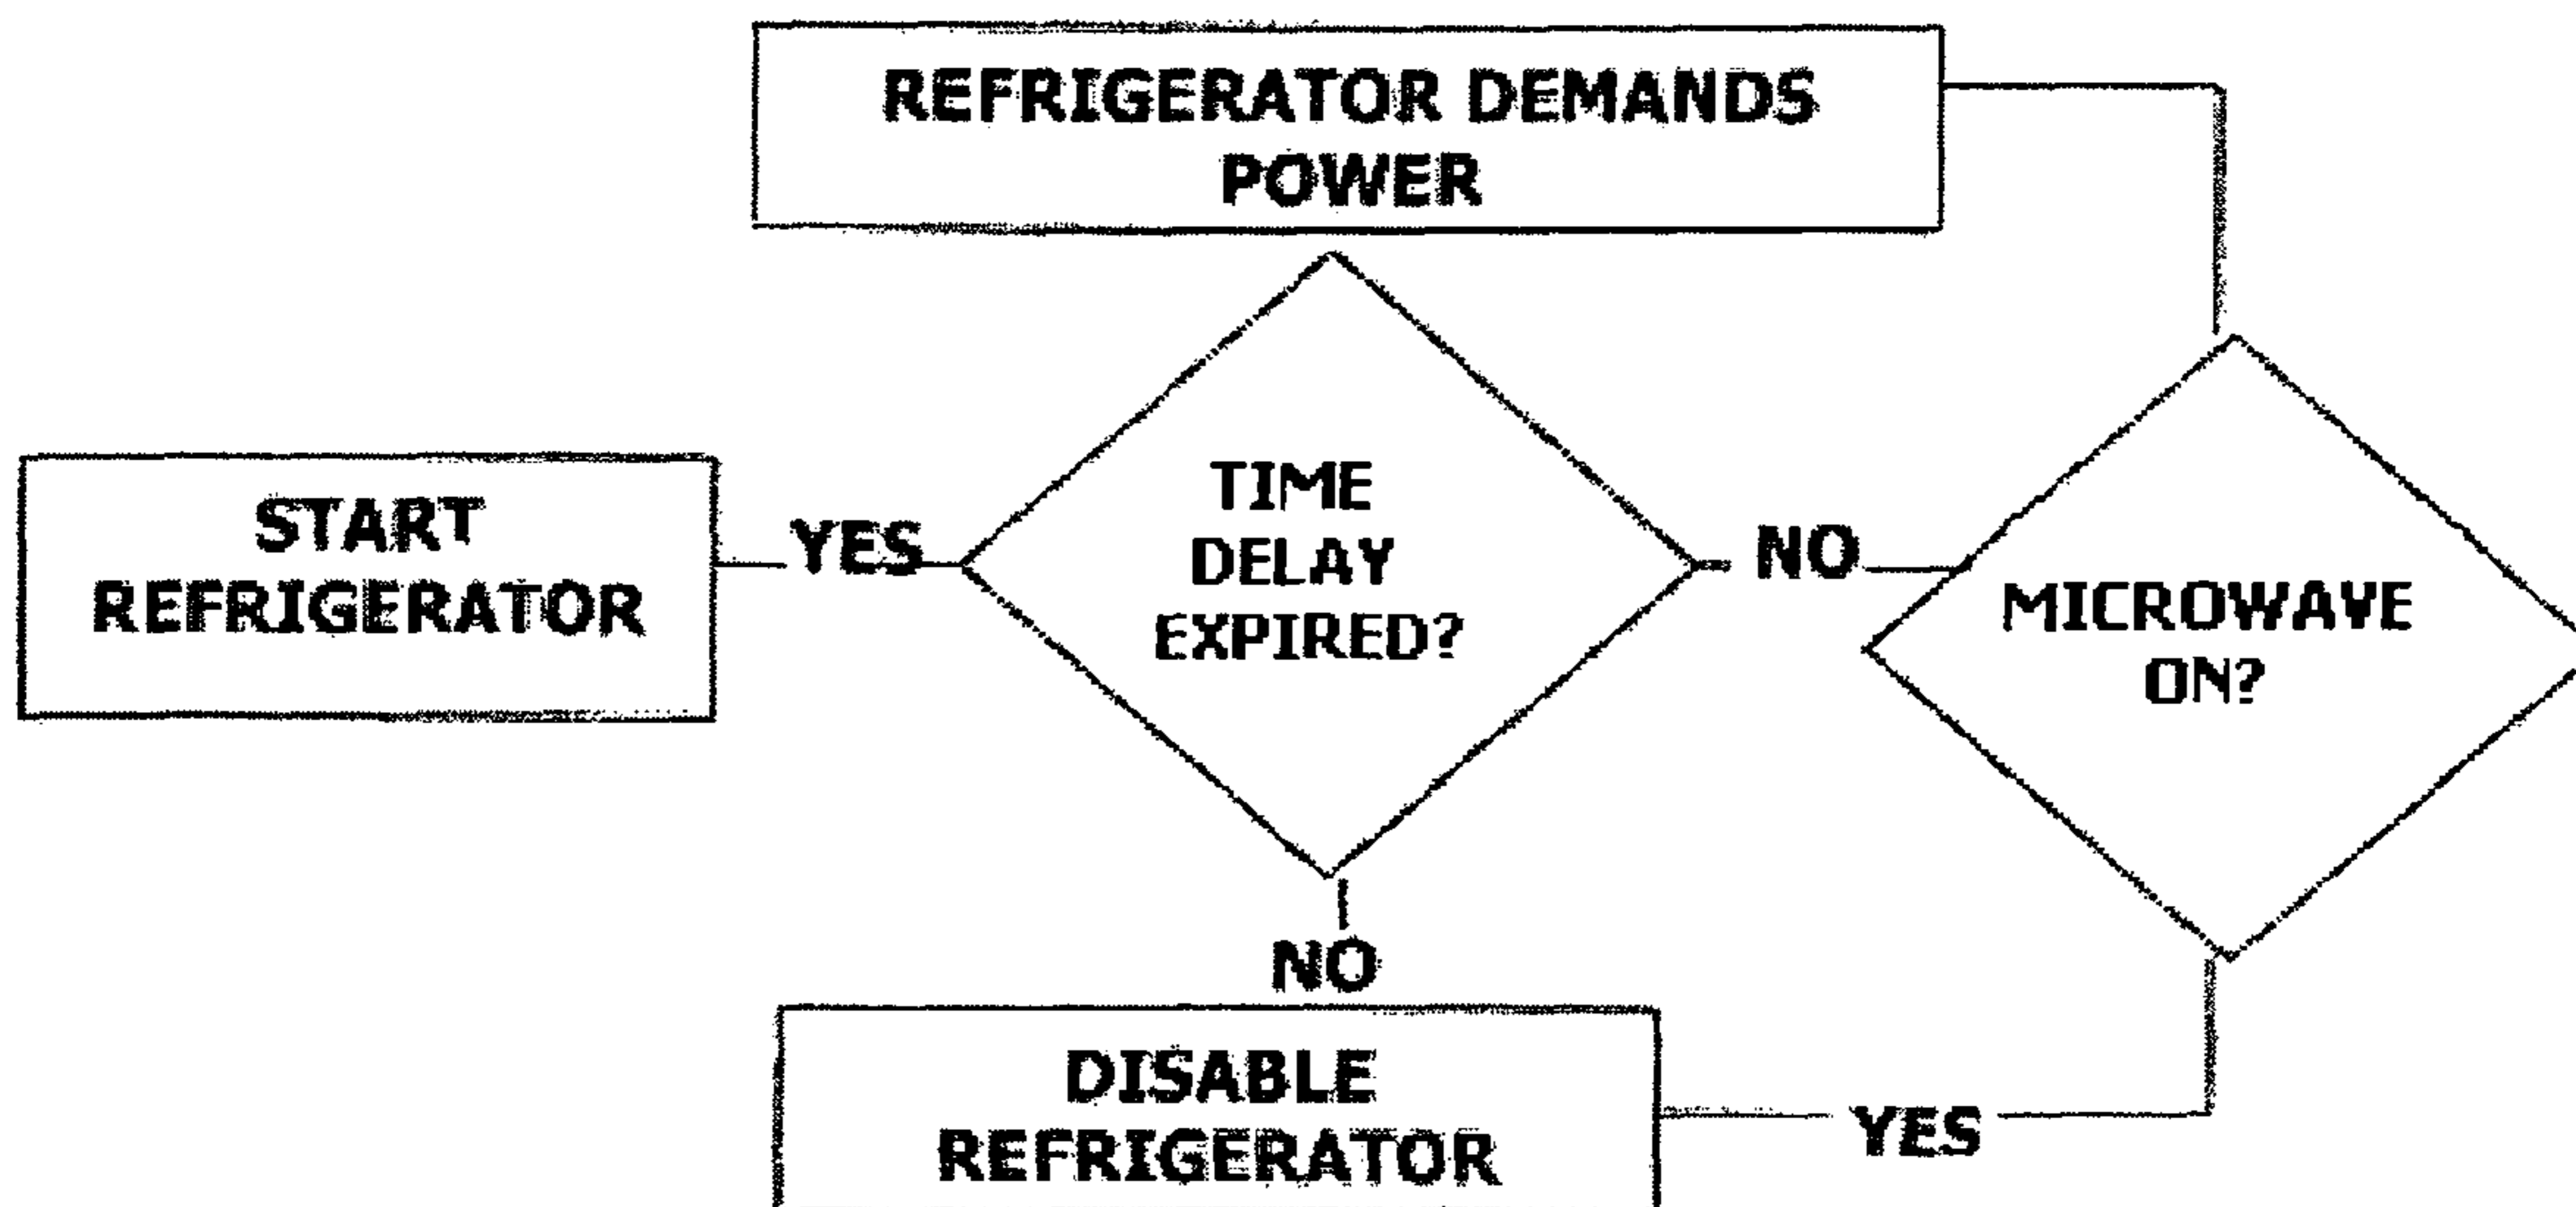 REFRIGERATOR DEMANDS
POWER
START
REFRIGERATOR
YES
TIME
DELAY
EXPIRED?
NO
MICROWAVE
ON?
NO
DISABLE
REFRIGERATOR
YES